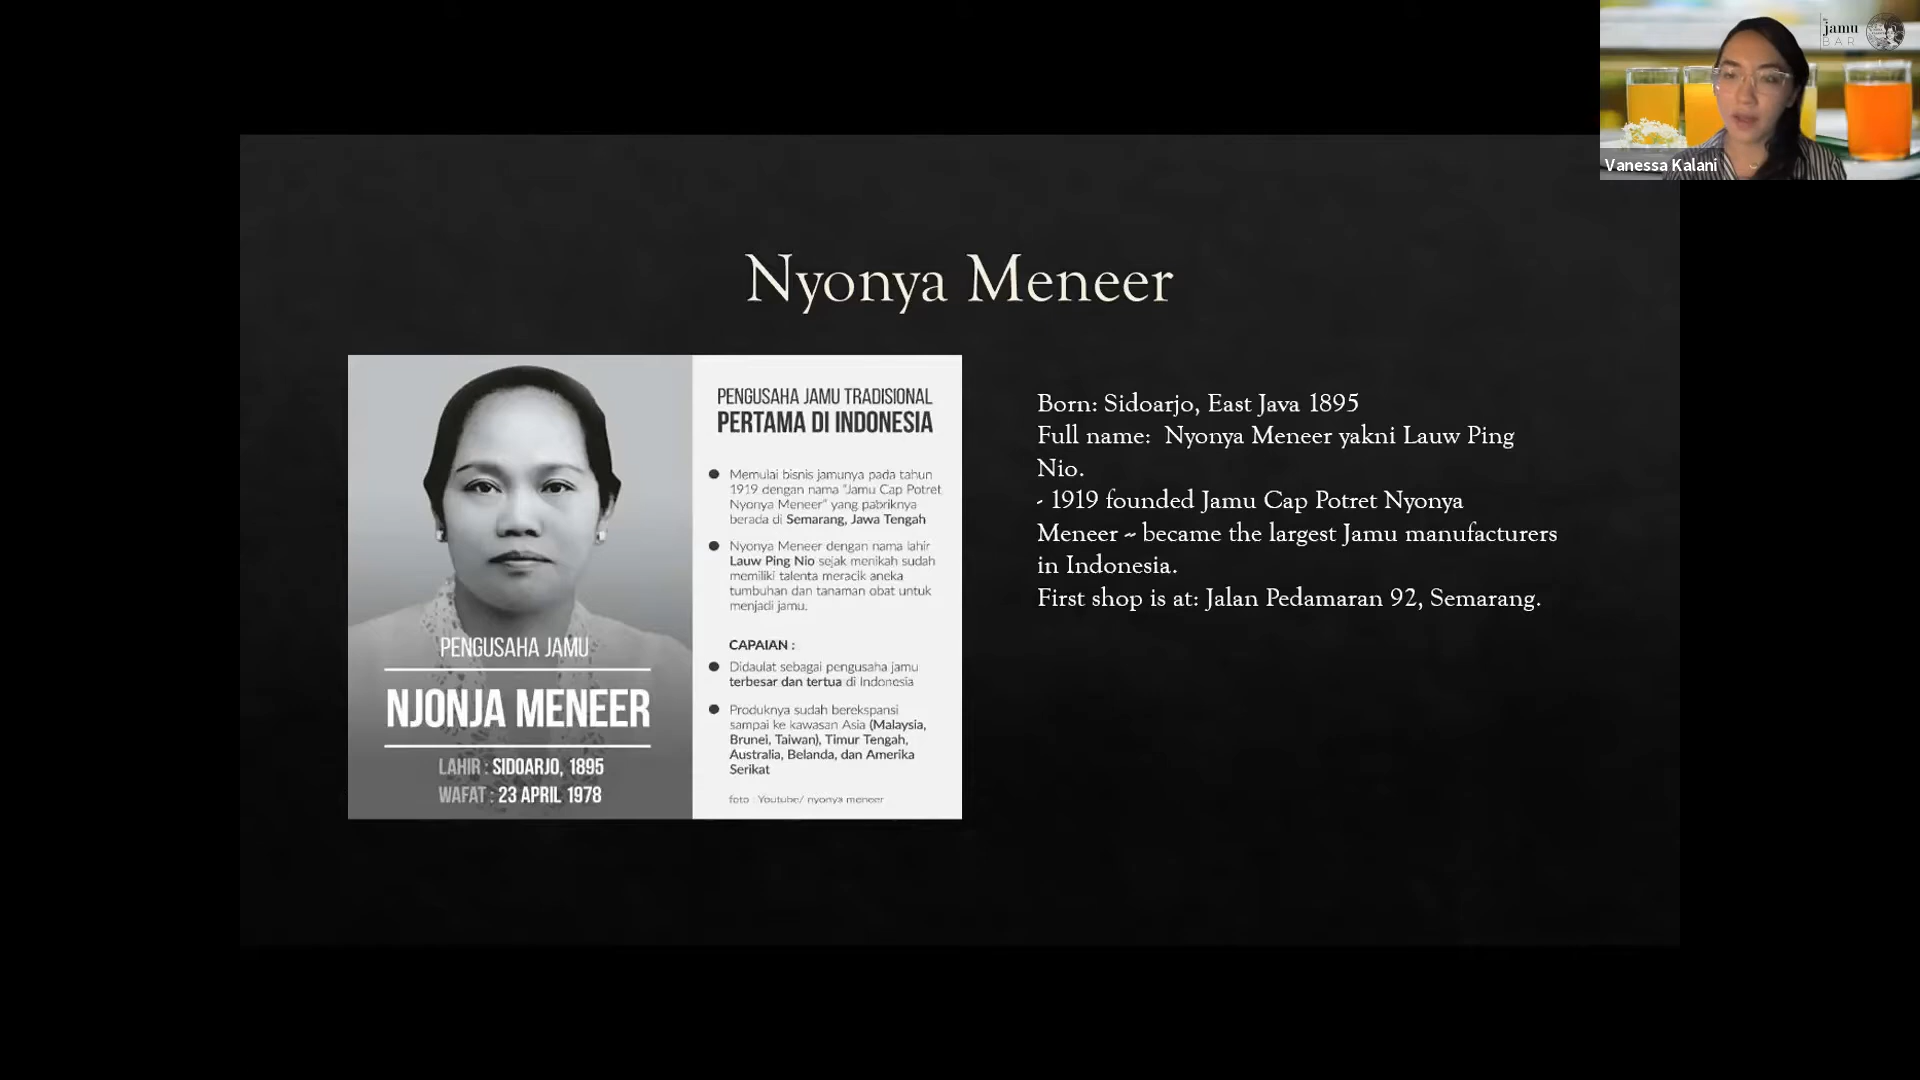 jamu
BAR
Vanessa Kalani
Nyonya Meneer
PENGUSAHA JAMU
NJONJA MENEER
LAHIR : SIDOARJO, 1895
WAFAT : 23 APRIL 1978
PENGUSAHA JAMU TRADISIONAL
PERTAMA DI INDONESIA
Memulai bisnis jamunya pada tahun
1919 dengan nama "Jamu Cap Potret
Nyonya Meneer" yang pabriknya
berada di Semarang, Jawa Tengah
Nyonya Meneer dengan nama lahir
Lauw Ping Nio sejak menikah sudah
memiliki talenta meracik aneka
tumbuhan dan tanaman obat untuk
menjadi jamu.
CAPAIAN :
Didaulat sebagai pengusaha jamu
terbesar dan tertua di Indonesia
Produknya sudah berekspansi
sampai ke kawasan Asia (Malaysia,
Brunei, Taiwan), Timur Tengah,
Australia, Belanda, dan Amerika
Serikat
foto : Youtube/ nyonya meneer
Born: Sidoarjo, East Java 1895
Full name: Nyonya Meneer yakni Lauw Ping
Nio.
- 1919 founded Jamu Cap Potret Nyonya
Meneer ~ became the largest Jamu manufacturers
in Indonesia.
First shop is at: Jalan Pedamaran 92, Semarang.